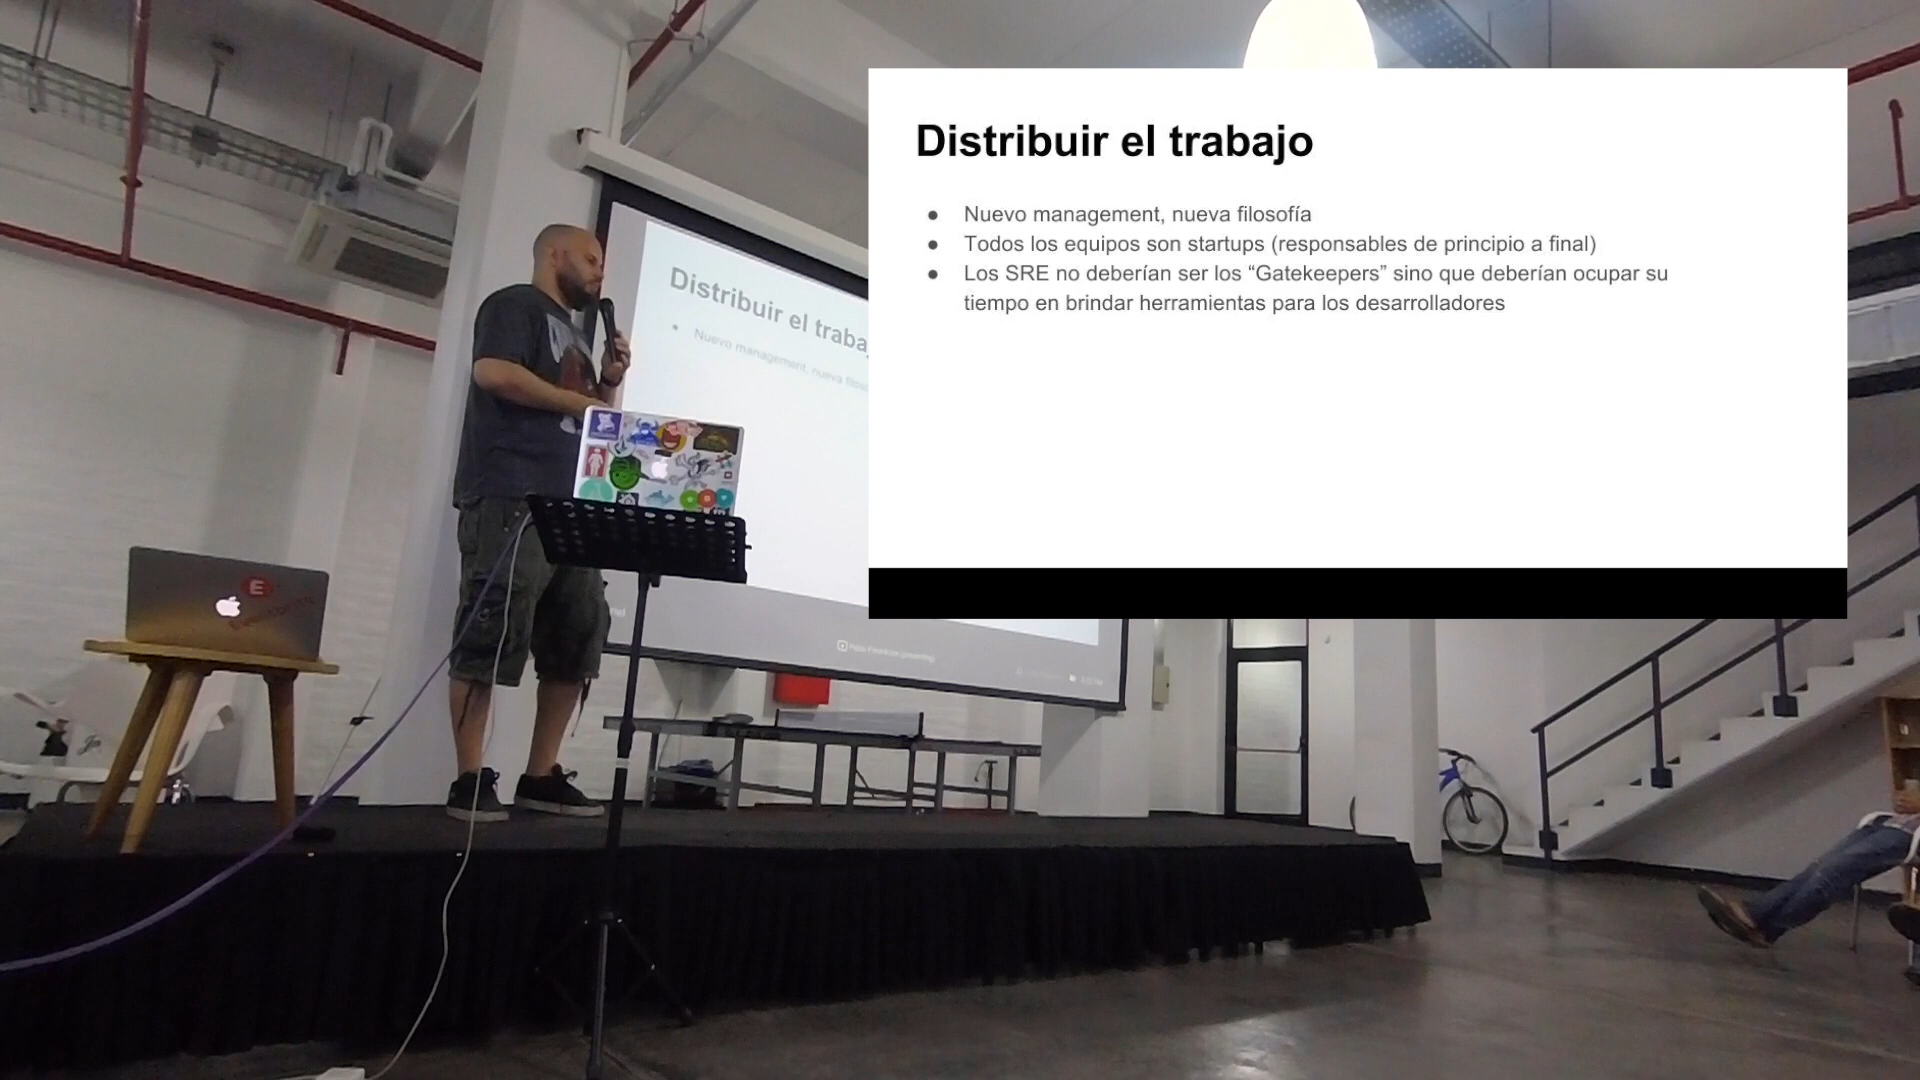 Distribuir el trabajo
● Nuevo management, nueva filosofía
● Todos los equipos son startups (responsables de principio a final)
● Los SRE no deberían ser los “Gatekeepers” sino que deberían ocupar su
tiempo en brindar herramientas para los desarrolladores
Distribuir el traba
● Nuevo management, nueva filoso
E